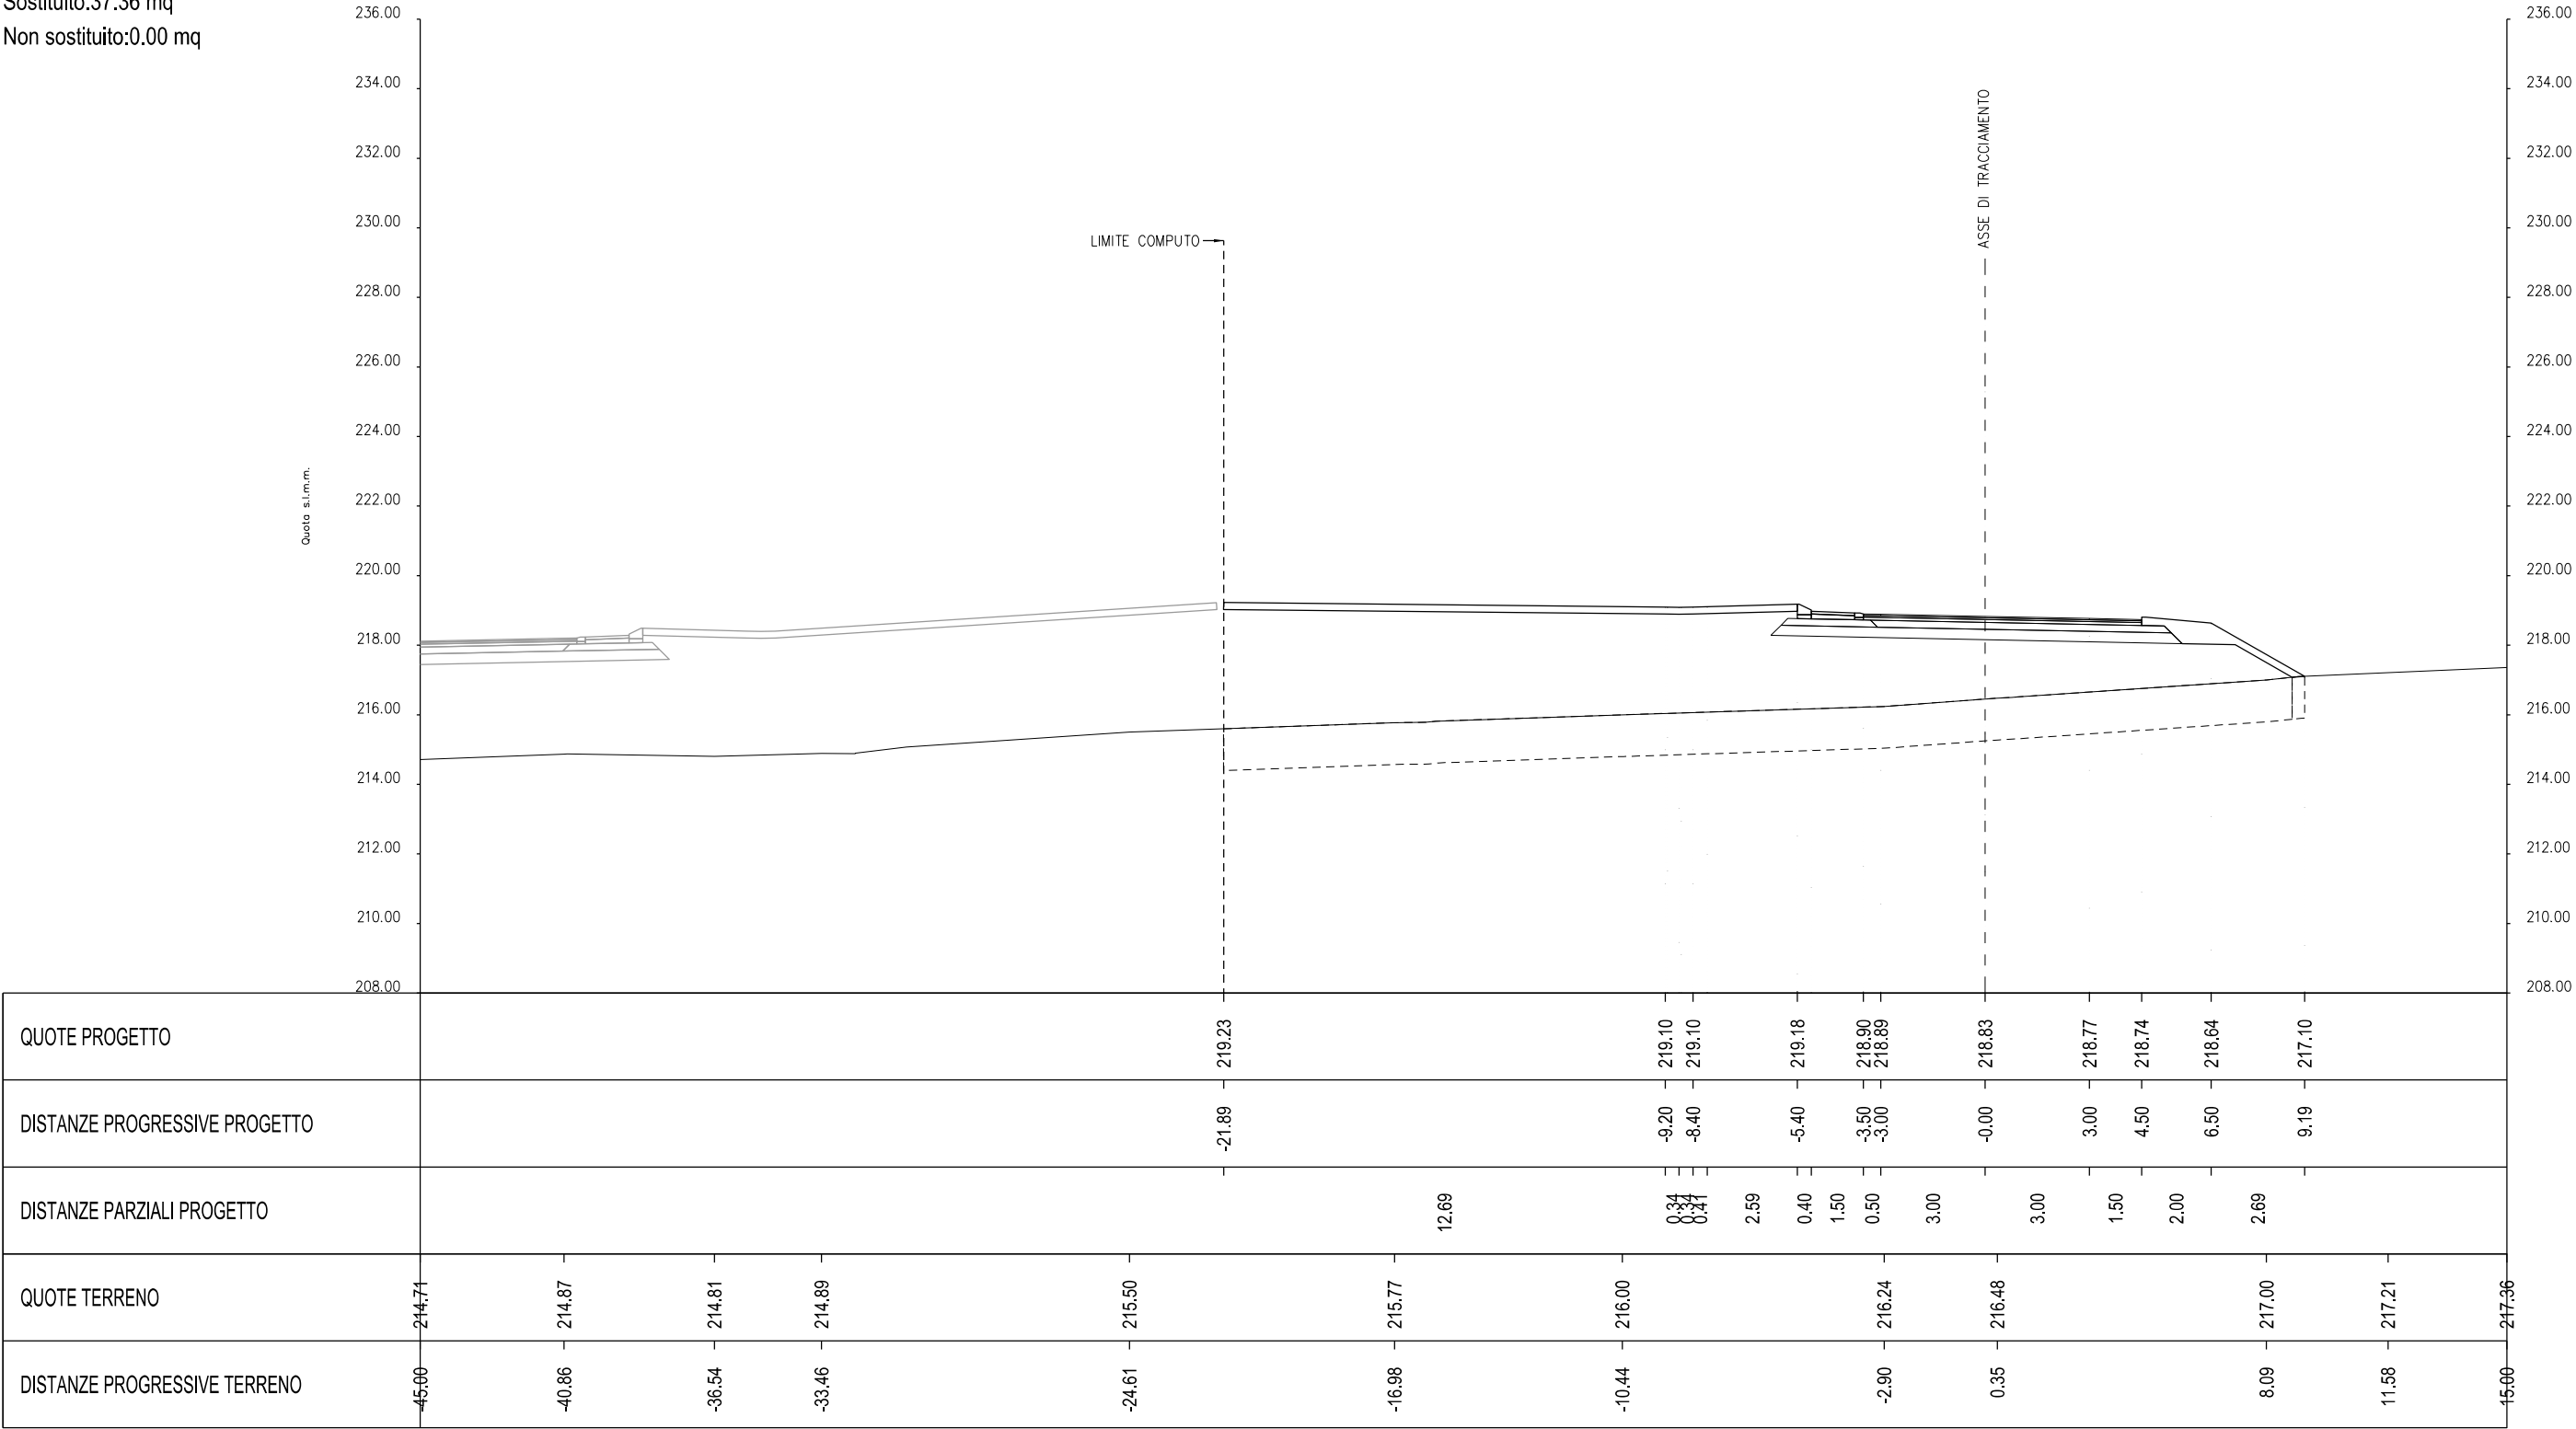 Sostituito:37.36 mq
Non sostituito:0.00 mq
236.00 236.00
234.00 234.00
232.00 232.00
230.00 230.00
228.00 228.00
226.00 226.00
224.00 224.00
222.00 222.00
220.00 220.00
218.00 218.00
216.00 216.00
214.00 214.00
212.00 212.00
210.00 210.00
208.00 208.00
Quota s.l.m.m.
LIMITE COMPUTO
ASSE DI TRACCIAMENTO
QUOTE PROGETTO 219.23 219.10 219.10 219.18 218.90 218.89 218.83 218.77 218.74 218.64 217.10
DISTANZE PROGRESSIVE PROGETTO -21.89 -9.20 -8.40 -5.40 -3.50 -3.00 -0.00 3.00 4.50 6.50 9.19
DISTANZE PARZIALI PROGETTO 12.69 0.34 0.34 0.41 2.59 0.40 1.50 0.50 3.00 3.00 1.50 2.00 2.69
QUOTE TERRENO 214.71 214.87 214.81 214.89 215.50 215.77 216.00 216.24 216.48 217.00 217.21 217.36
DISTANZE PROGRESSIVE TERRENO -45.00 -40.86 -36.54 -33.46 -24.61 -16.98 -10.44 -2.90 0.35 8.09 11.58 15.00